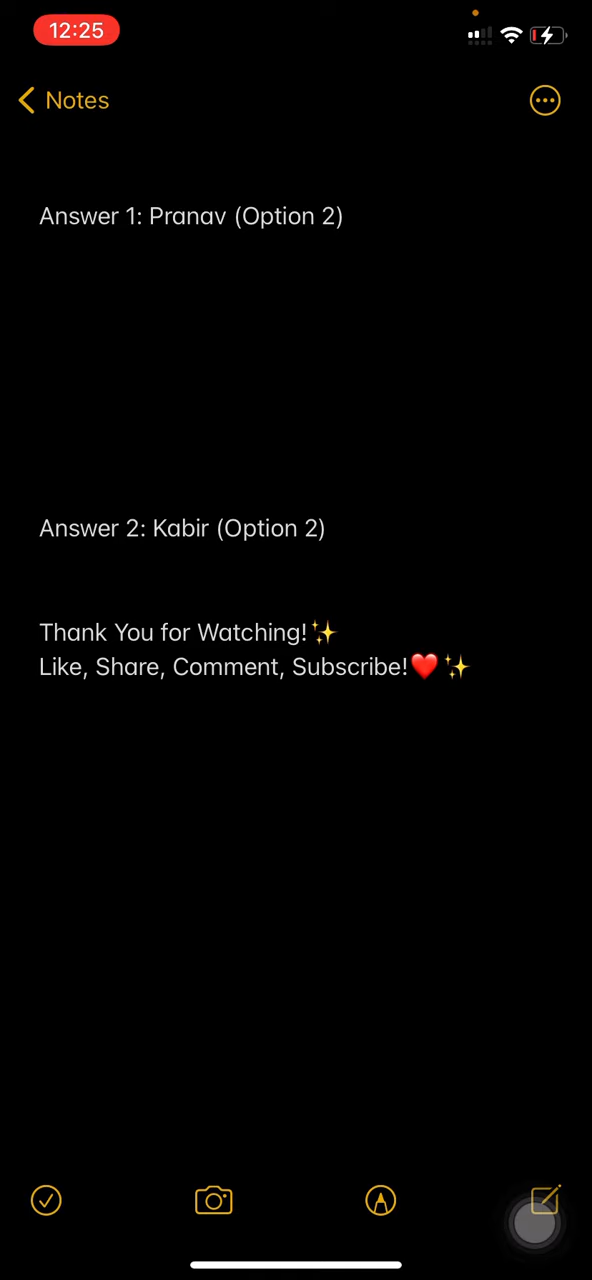 12:25
Notes
Answer 1: Pranav (Option 2)
Answer 2: Kabir (Option 2)
Thank You for Watching!✨
Like, Share, Comment, Subscribe!❤️✨